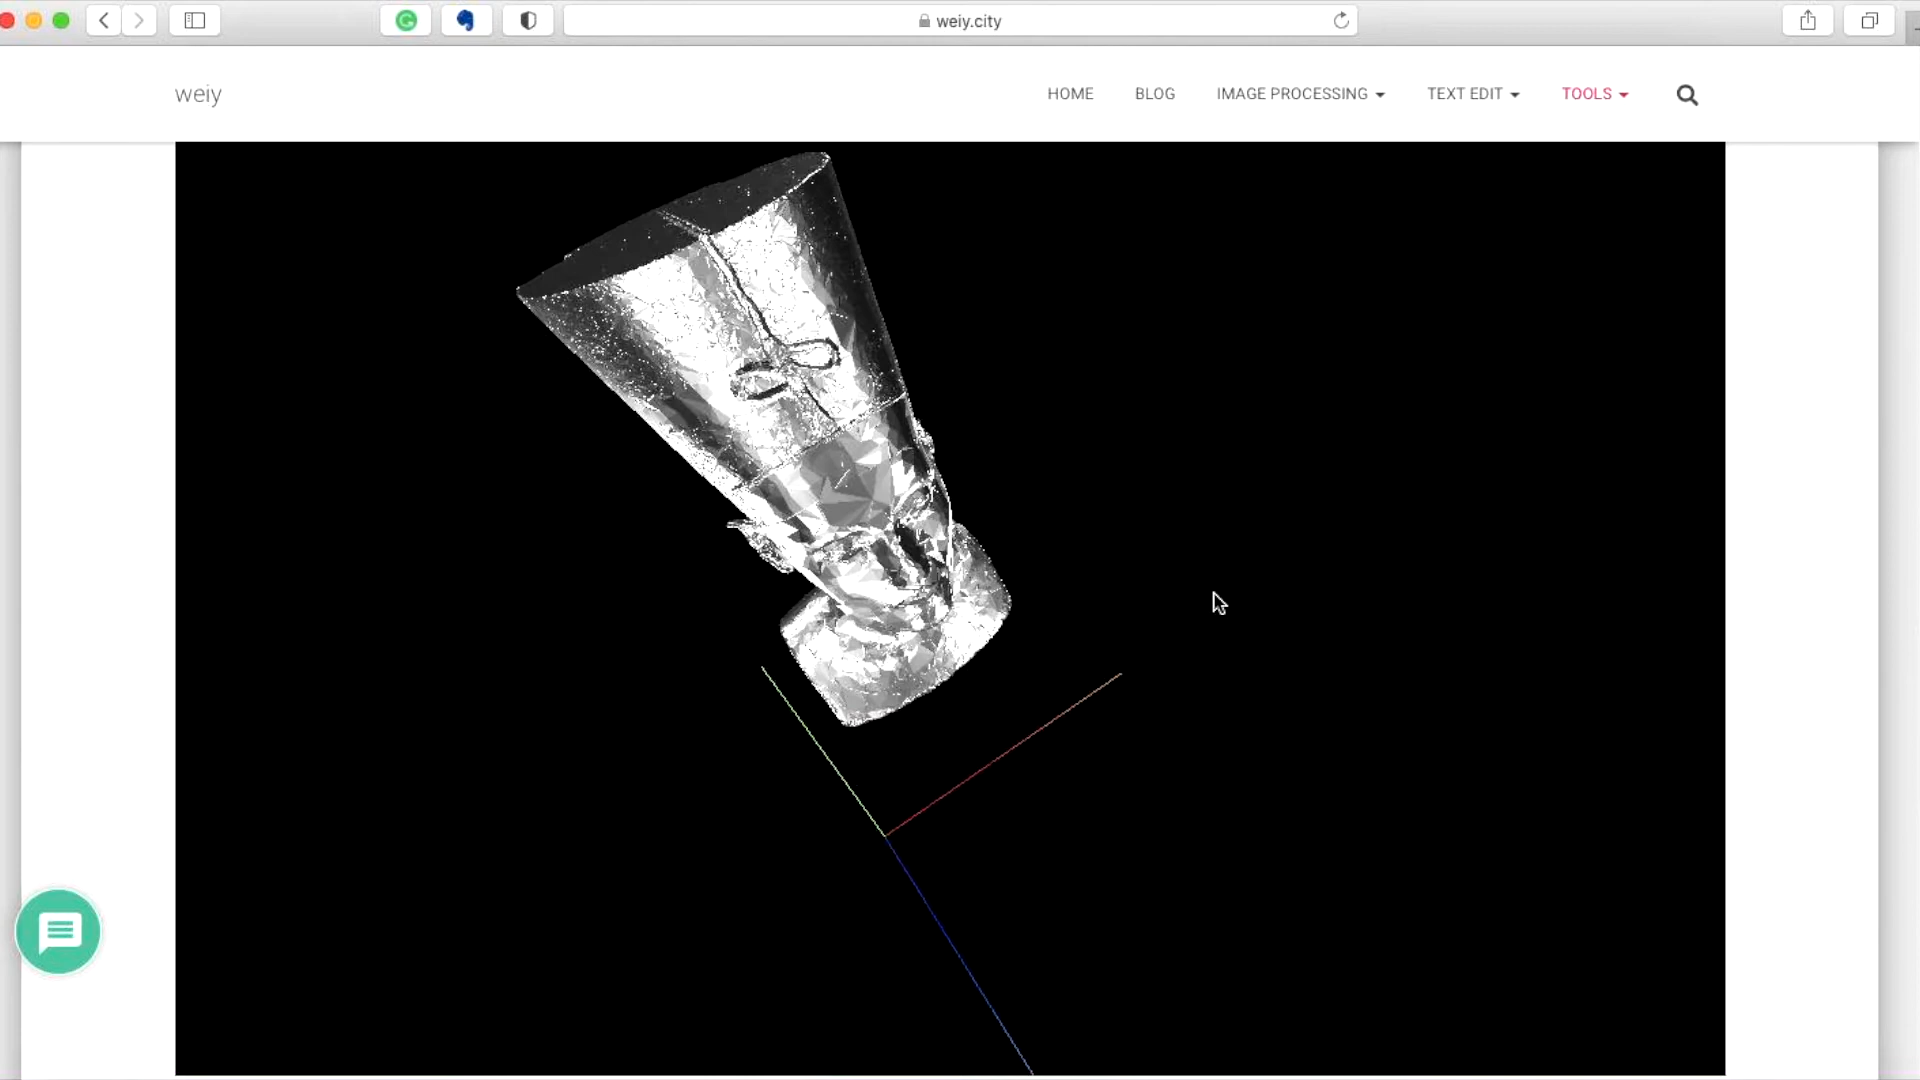 weiy.city
weiy
HOME
BLOG
IMAGE PROCESSING
TEXT EDIT
TOOLS